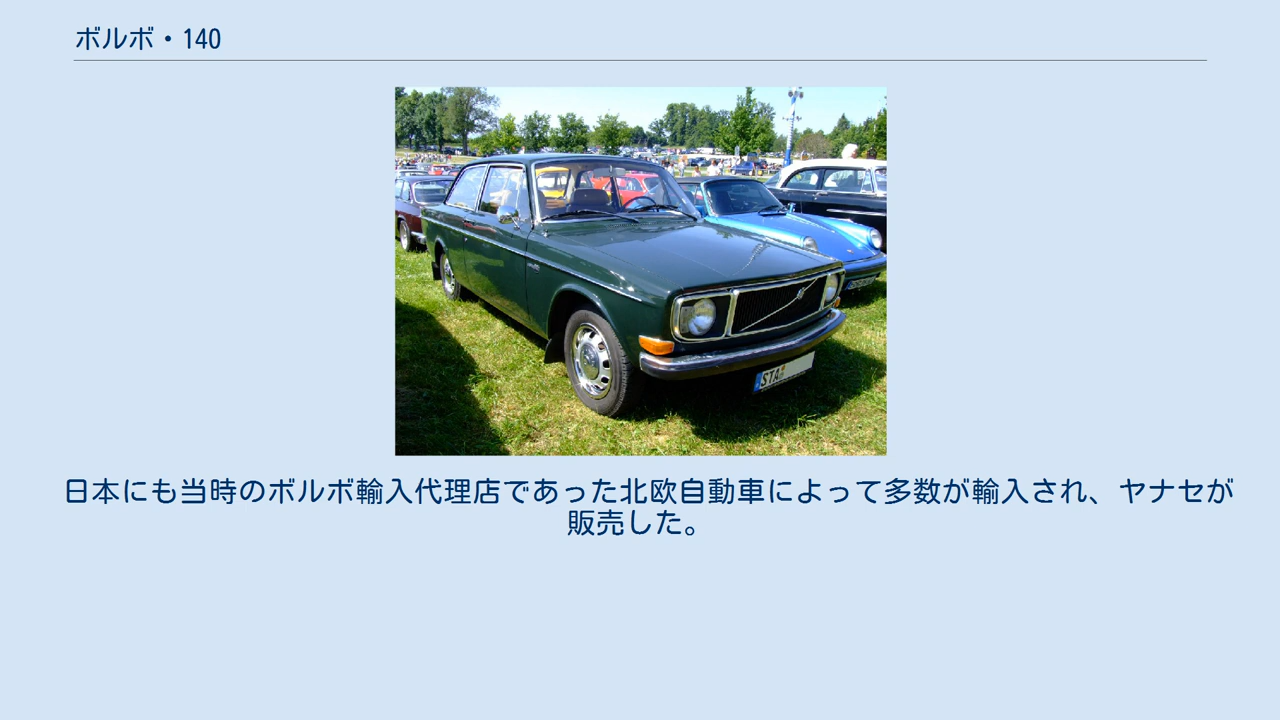 ボルボ・140
STA
日本にも当時のボルボ輸入代理店であった北欧自動車によって多数が輸入され、ヤナセが
販売した。